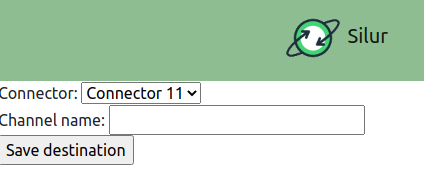 Silur
Connector: Connector 11
Channel name:
Save destination